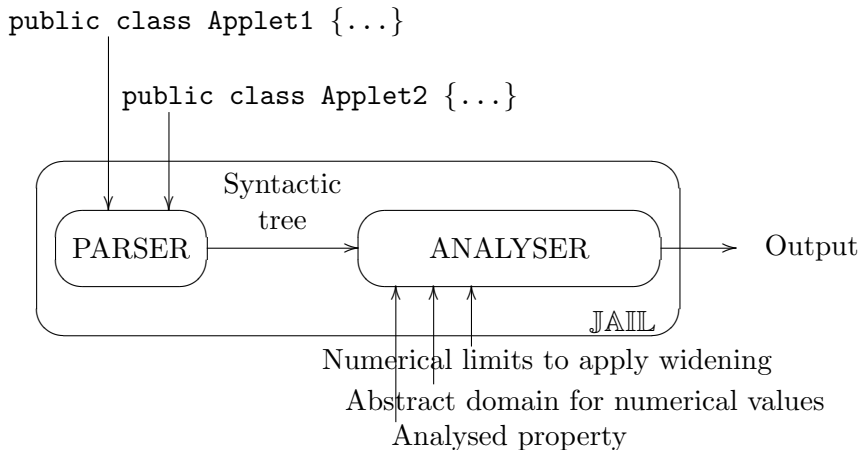 public class Applet1 {...}
public class Applet2 {...}
Syntactic
tree
PARSER
ANALYSER
Output
𝕁𝔸𝕀𝕃
Numerical limits to apply widening
Abstract domain for numerical values
Analysed property